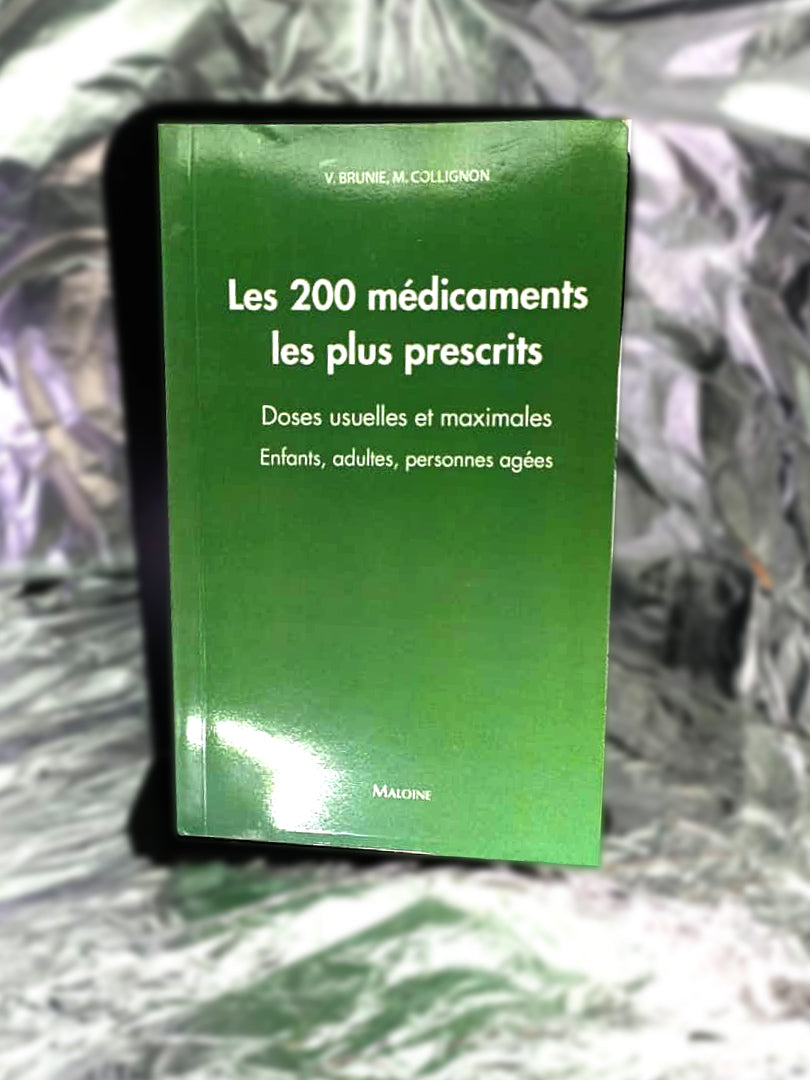 V. BRUNIE, M. COLLIGNON
Les 200 médicaments
les plus prescrits
Doses usuelles et maximales
Enfants, adultes, personnes agées
MALOINE